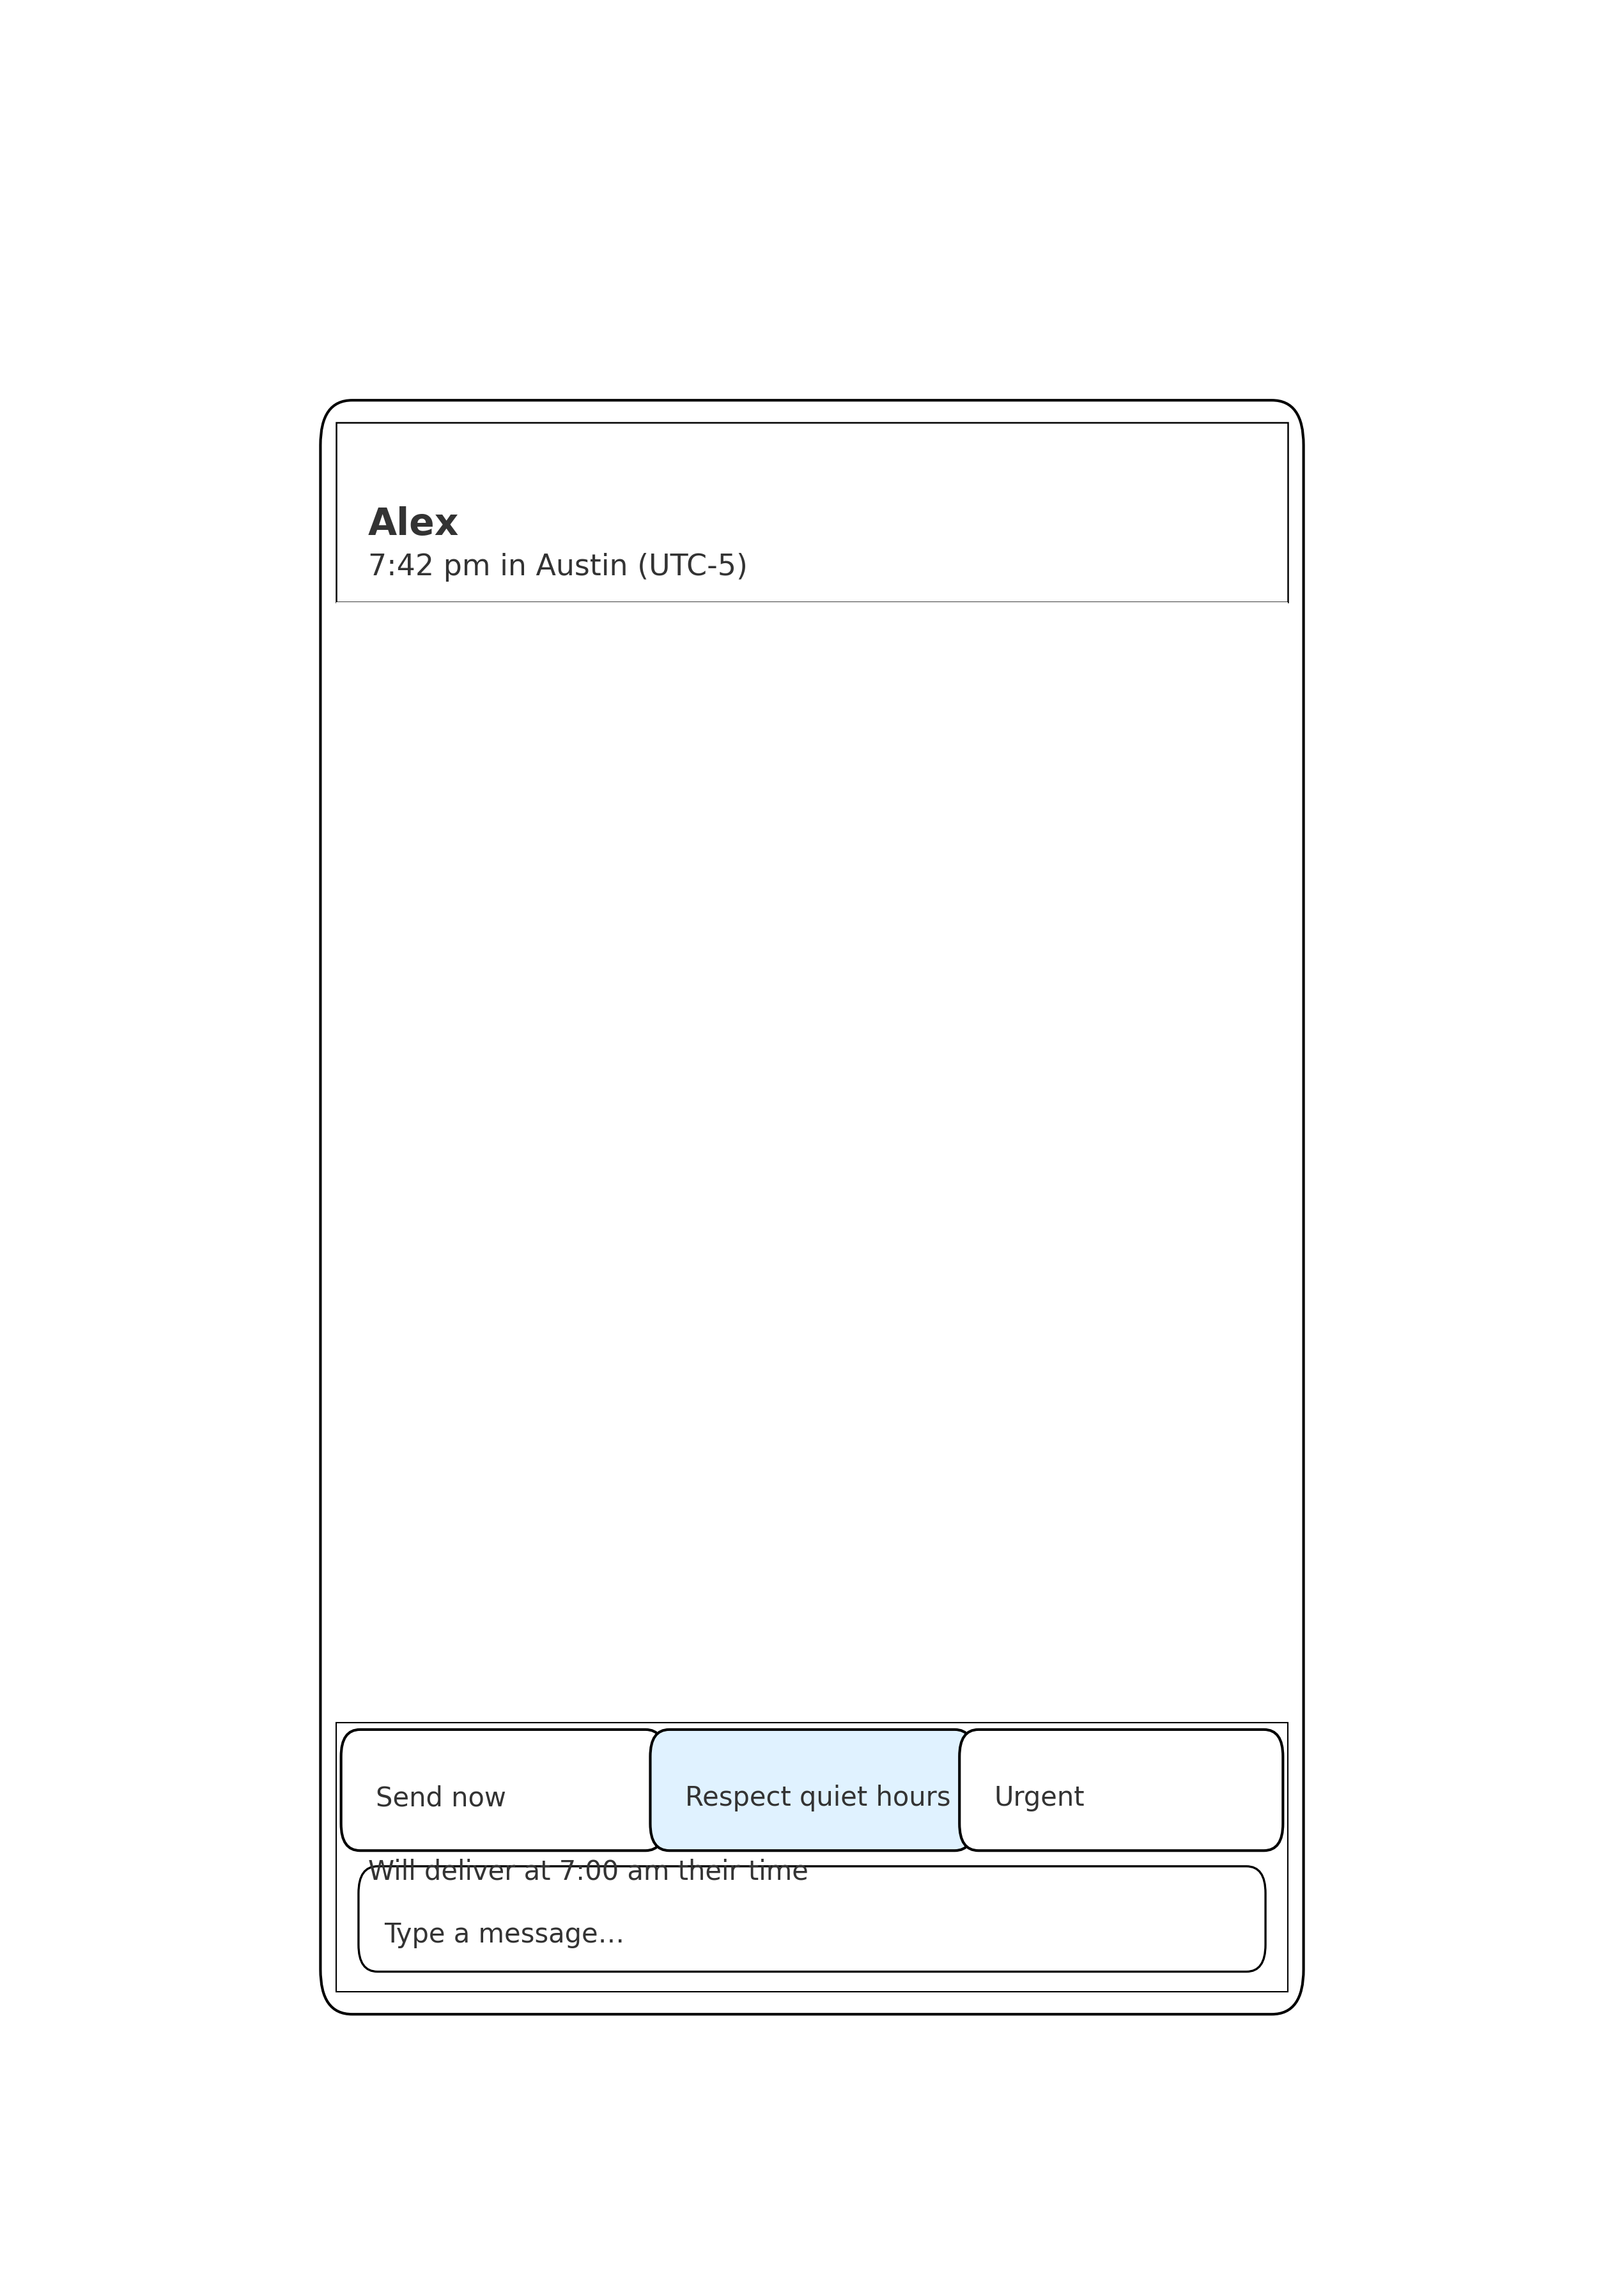 Alex
7:42 pm in Austin (UTC-5)
Send now
Respect quiet hours
Urgent
Will deliver at 7:00 am their time
Type a message...